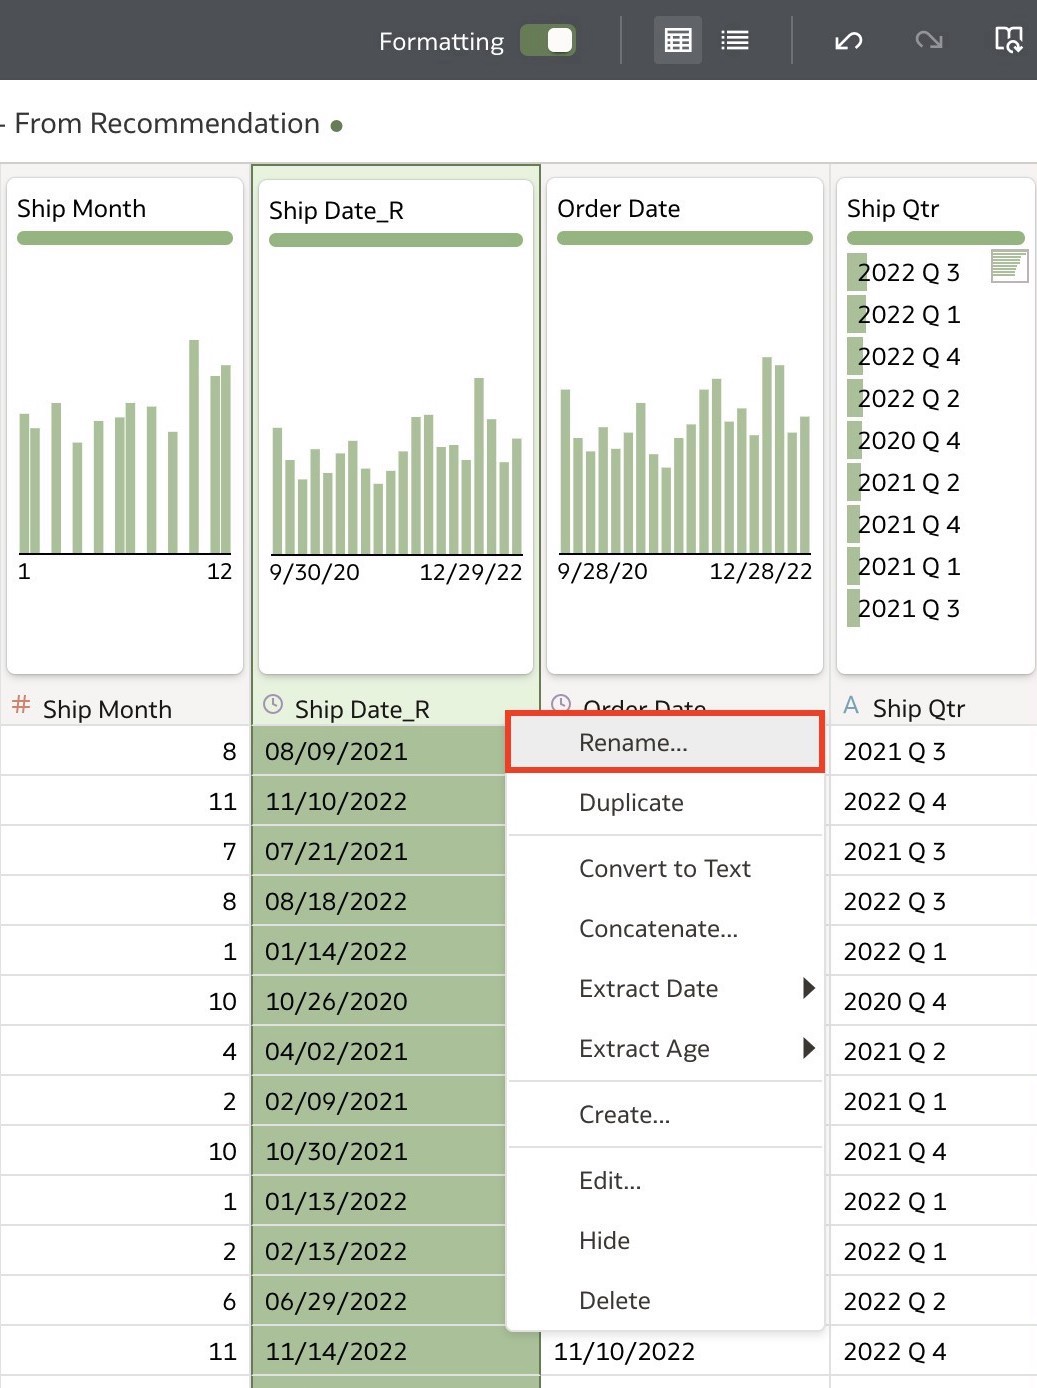 Formatting
- From Recommendation
Ship Month
Ship Date_R
Order Date
Ship Qtr
2022 Q 3
2022 Q 1
2022 Q 4
2022 Q 2
2020 Q 4
2021 Q 2
2021 Q 4
2021 Q 1
2021 Q 3
1 12
9/30/20 12/29/22
9/28/20 12/28/22
# Ship Month
Ship Date_R
Order Date
A Ship Qtr
8 08/09/2021 2021 Q 3
11 11/10/2022 2022 Q 4
7 07/21/2021 2021 Q 3
8 08/18/2022 2022 Q 3
1 01/14/2022 2022 Q 1
10 10/26/2020 2020 Q 4
4 04/02/2021 2021 Q 2
2 02/09/2021 2021 Q 1
10 10/30/2021 2021 Q 4
1 01/13/2022 2022 Q 1
2 02/13/2022 2022 Q 1
6 06/29/2022 2022 Q 2
11 11/14/2022 11/10/2022 2022 Q 4
Rename...
Duplicate
Convert to Text
Concatenate...
Extract Date
Extract Age
Create...
Edit...
Hide
Delete